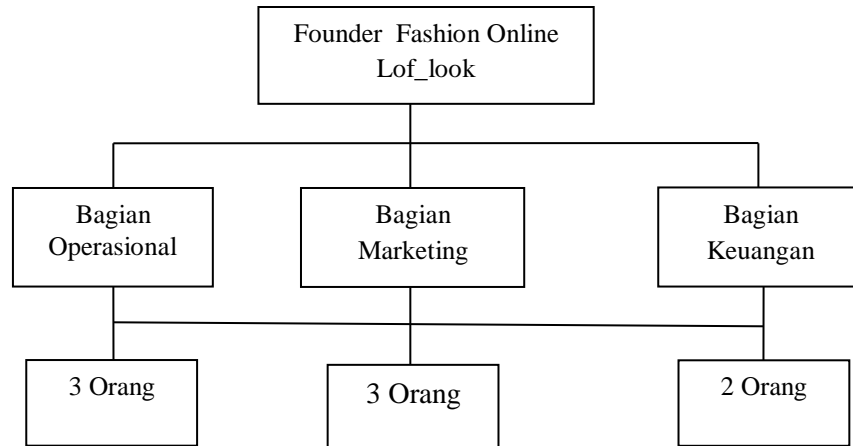 Founder Fashion Online
Lof_look
Bagian
Operasional
Bagian
Marketing
Bagian
Keuangan
3 Orang
3 Orang
2 Orang